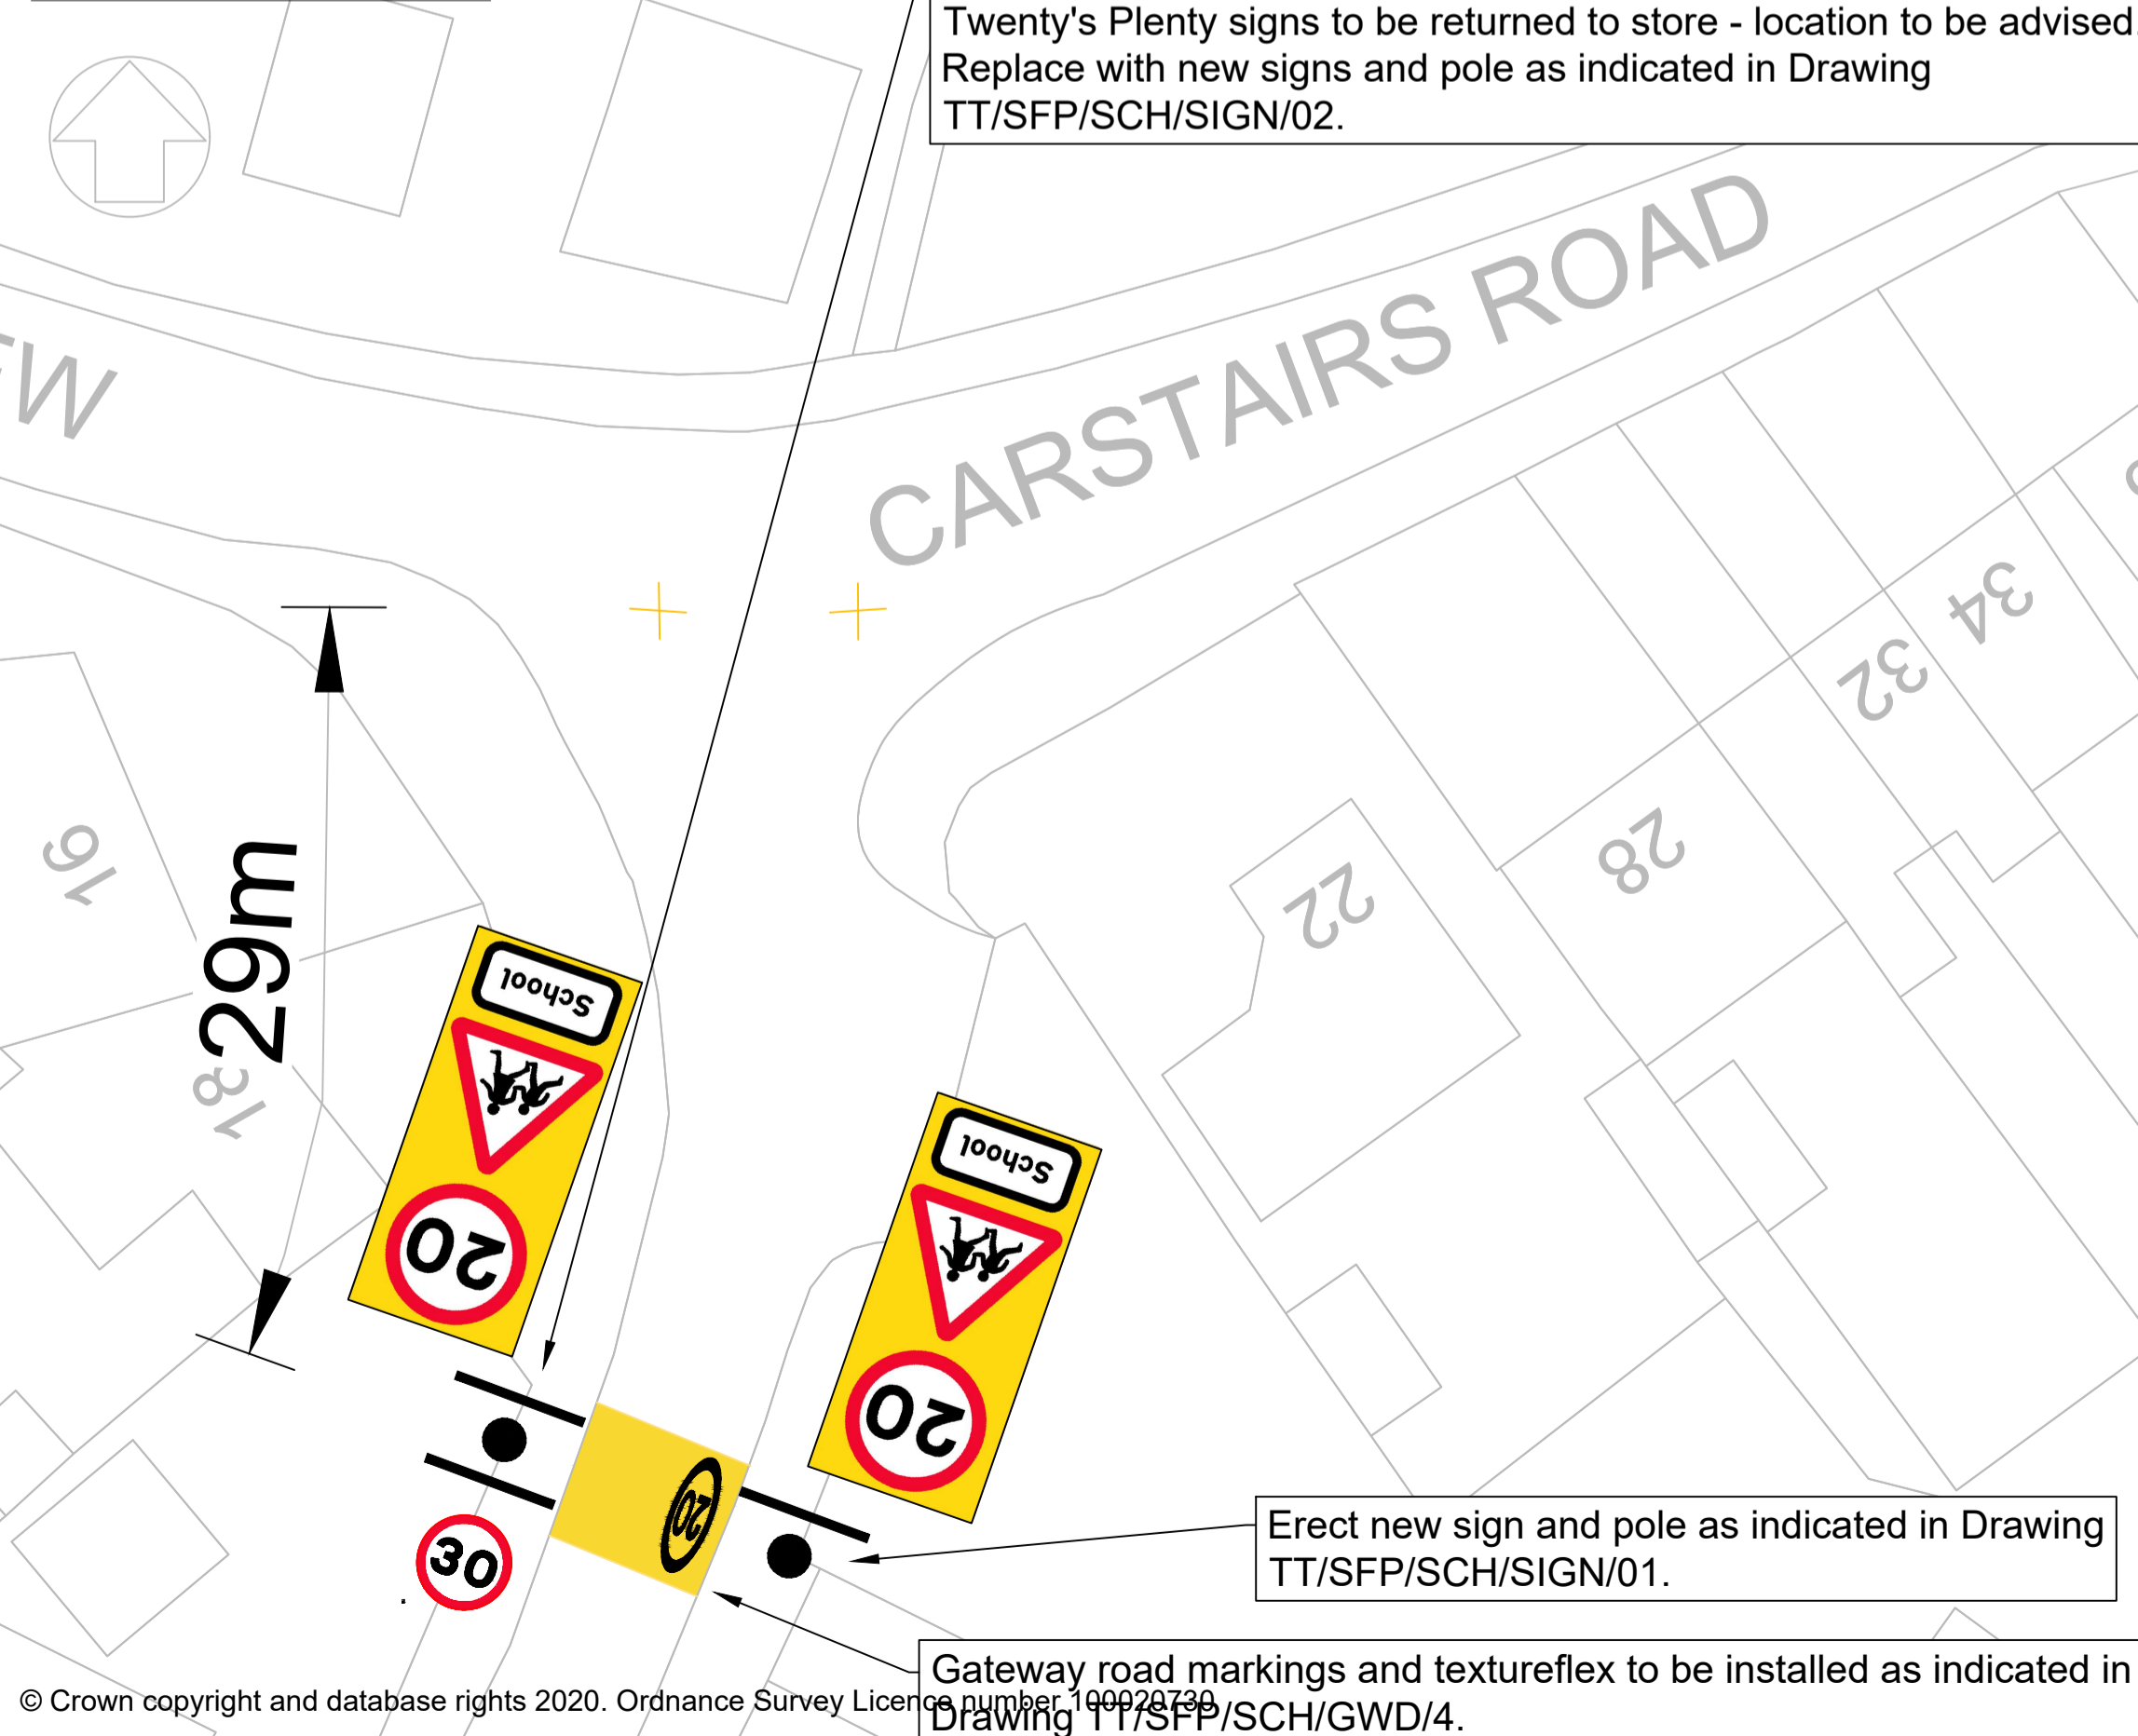 Twenty's Plenty signs to be returned to store - location to be advised.
Replace with new signs and pole as indicated in Drawing
TT/SFP/SCH/SIGN/02.
CARSTAIRS ROAD
34
32
28
22
16
29m
18
School
20
School
20
20
30
Erect new sign and pole as indicated in Drawing
TT/SFP/SCH/SIGN/01.
Gateway road markings and textureflex to be installed as indicated in
Drawing TT/SFP/SCH/GWD/4.
© Crown copyright and database rights 2020. Ordnance Survey Licence number 100020730